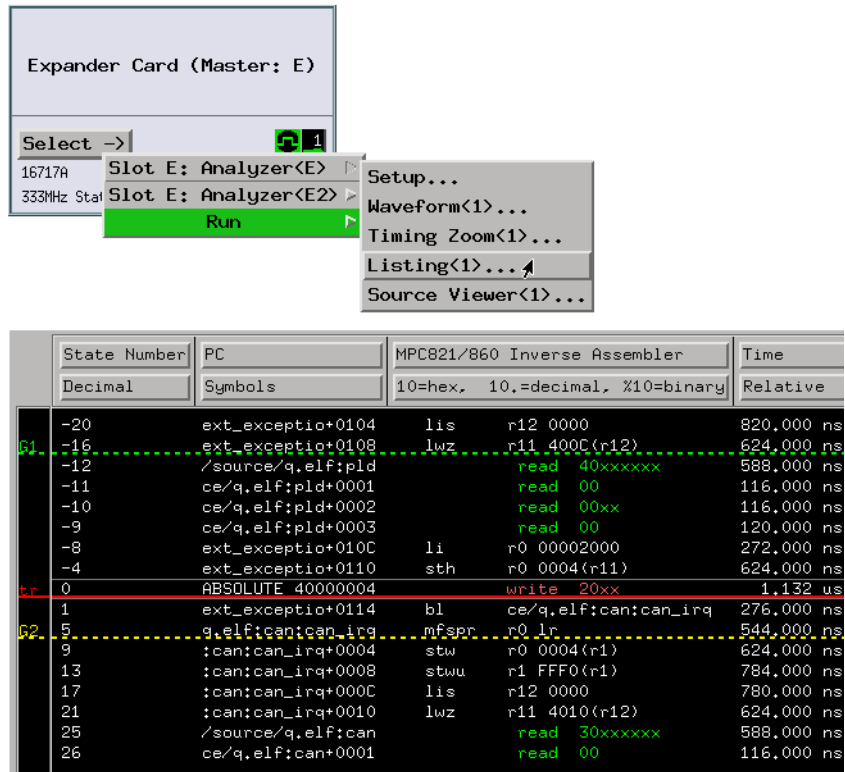 Expander Card (Master: E)
Select ->
1
16717A
333MHz Stat
Slot E: Analyzer<E>
Slot E: Analyzer<E2>
Run
Setup...
Waveform<1>...
Timing Zoom<1>...
Listing<1>...
Source Viewer<1>...
State Number PC MPC821/860 Inverse Assembler Time
Decimal Symbols 10=hex, 10.=decimal, %10=binary Relative
-20 ext_exceptio+0104 lis r12 0000 820.000 ns
G1 -16 ext_exceptio+0108 lwz r11 400C(r12) 624.000 ns
-12 /source/q.elf:pld read 40xxxxxx 588.000 ns
-11 ce/q.elf:pld+0001 read 00 116.000 ns
-10 ce/q.elf:pld+0002 read 00xx 116.000 ns
-9 ce/q.elf:pld+0003 read 00 120.000 ns
-8 ext_exceptio+010C li r0 00002000 272.000 ns
-4 ext_exceptio+0110 sth r0 0004(r11) 624.000 ns
tr 0 ABSOLUTE 40000004 write 20xx 1.132 us
1 ext_exceptio+0114 bl ce/q.elf:can:can_irq 276.000 ns
G2 5 q.elf:can:can_irq mfspr r0 lr 544.000 ns
9 :can:can_irq+0004 stw r0 0004(r1) 624.000 ns
13 :can:can_irq+0008 stwu r1 FFF0(r1) 784.000 ns
17 :can:can_irq+000C lis r12 0000 780.000 ns
21 :can:can_irq+0010 lwz r11 4010(r12) 624.000 ns
25 /source/q.elf:can read 30xxxxxx 588.000 ns
26 ce/q.elf:can+0001 read 00 116.000 ns